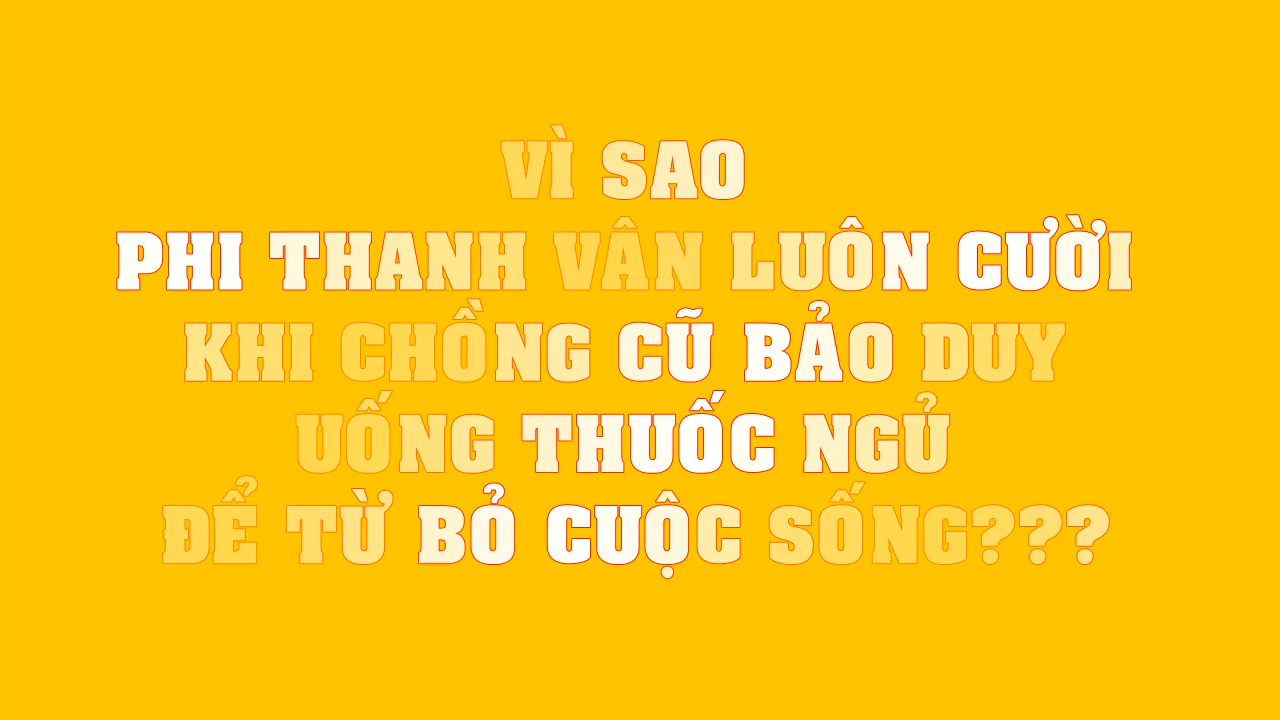 VÌ SAO
PHI THANH VÂN LUÔN CƯỜI
KHI CHỒNG CŨ BẢO DUY
UỐNG THUỐC NGỦ
ĐỂ TỪ BỎ CUỘC SỐNG???